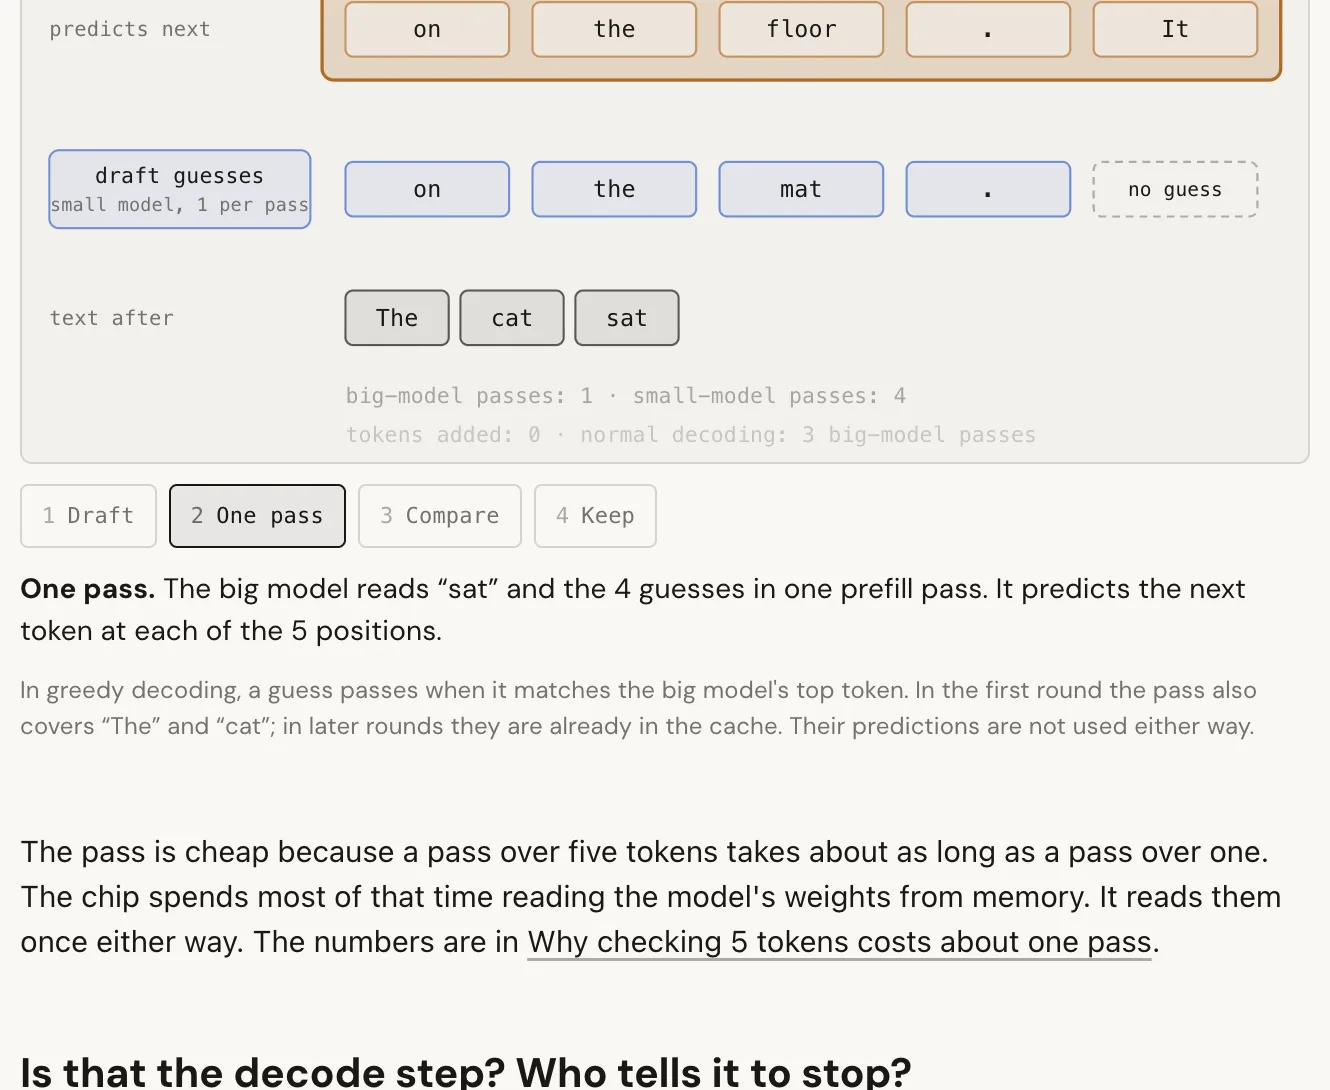 predicts next on the floor . It
draft guesses
small model, 1 per pass
on the mat . no guess
text after The cat sat
big-model passes: 1 · small-model passes: 4
tokens added: 0 · normal decoding: 3 big-model passes
1 Draft 2 One pass 3 Compare 4 Keep
One pass. The big model reads “sat” and the 4 guesses in one prefill pass. It predicts the next
token at each of the 5 positions.
In greedy decoding, a guess passes when it matches the big model's top token. In the first round the pass also
covers “The” and “cat”; in later rounds they are already in the cache. Their predictions are not used either way.
The pass is cheap because a pass over five tokens takes about as long as a pass over one.
The chip spends most of that time reading the model's weights from memory. It reads them
once either way. The numbers are in Why checking 5 tokens costs about one pass.
Is that the decode step? Who tells it to stop?